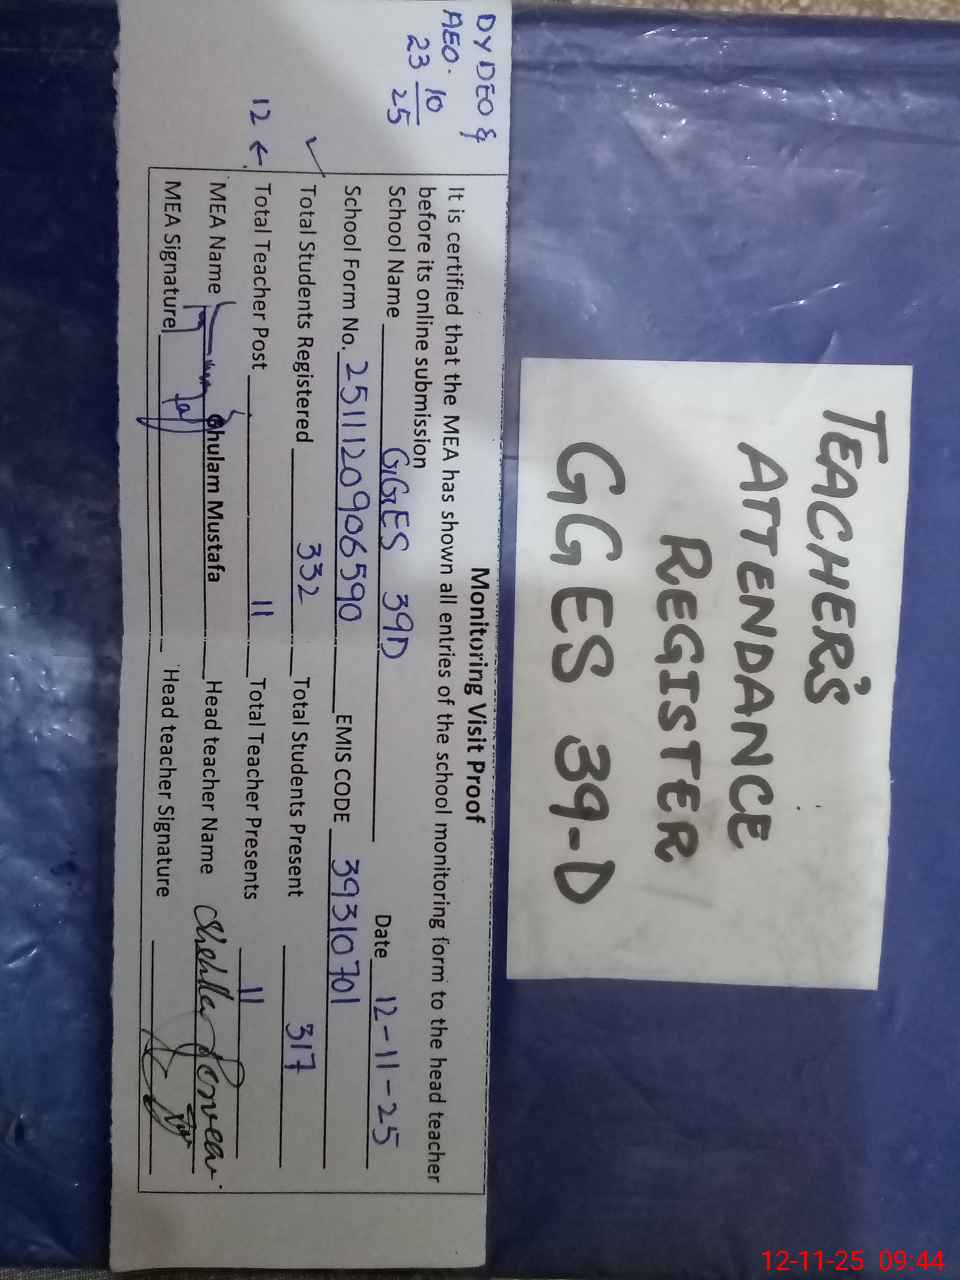 TEACHER'S
ATTENDANCE
REGISTER
GGES 39-D
DY DEO &
AEO.
23 10
25
Monitoring Visit Proof
It is certified that the MEA has shown all entries of the school monitoring form to the head teacher
before its online submission
School Name GGES 39D Date 12-11-25
School Form No. 2511120906590 EMIS CODE 39310701
✓ Total Students Registered 332 Total Students Present 317
12 ← Total Teacher Post 11 Total Teacher Presents 11
MEA Name Ghulam Mustafa Head teacher Name
MEA Signature Head teacher Signature
12-11-25 09:44